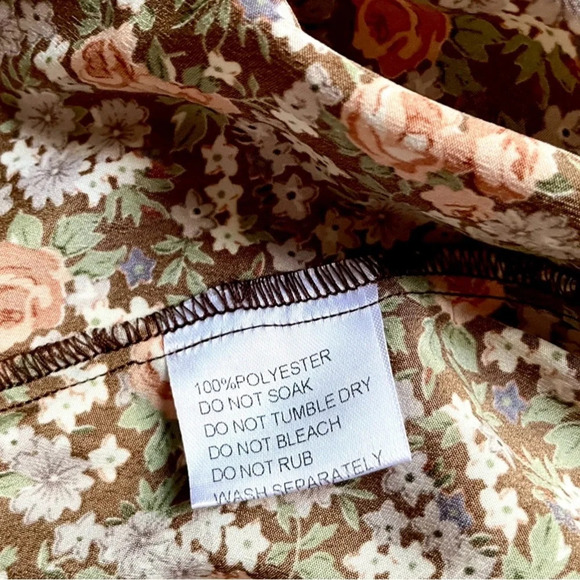 100%POLYESTER
DO NOT SOAK
DO NOT TUMBLE DRY
DO NOT BLEACH
DO NOT RUB
WASH SEPARATELY